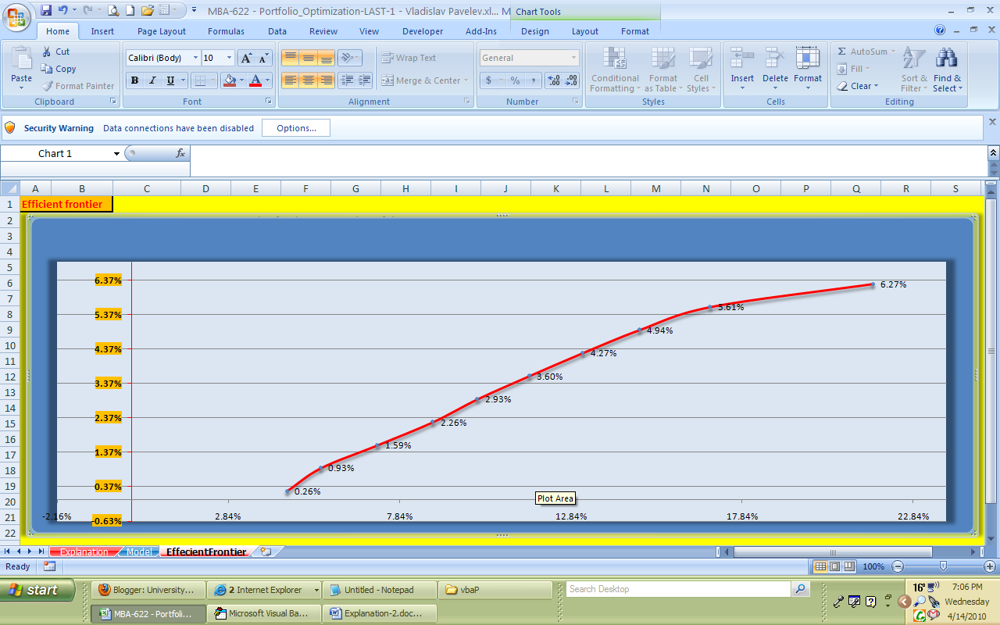 MBA-622 - Portfolio_Optimization-LAST-1 - Vladislav Pavelev.xl... M
Chart Tools
Home Insert Page Layout Formulas Data Review View Developer Add-Ins Design Layout Format
Paste
Cut
Copy
Format Painter
Clipboard
Calibri (Body) 10
B I U
Font
Wrap Text
Merge & Center
Alignment
General
$ % ,
Number
Conditional Formatting
Format as Table
Cell Styles
Styles
Insert Delete Format
Cells
Σ AutoSum
Fill
Clear
Sort & Filter
Find & Select
Editing
Security Warning Data connections have been disabled Options...
Chart 1 fx
A B C D E F G H I J K L M N O P Q R S
1 Efficient frontier
2
3
4
5
6
7
8
9
10
11
12
13
14
15
16
17
18
19
20
21
22
6.37%
5.37%
4.37%
3.37%
2.37%
1.37%
0.37%
-0.63%
6.27%
5.61%
4.94%
4.27%
3.60%
2.93%
2.26%
1.59%
0.93%
0.26%
Plot Area
-2.16% 2.84% 7.84% 12.84% 17.84% 22.84%
Explanation Model EffecientFrontier
Ready 100%
start
Blogger: University...
2 Internet Explorer
Untitled - Notepad
vbaP
Search Desktop
MBA-622 - Portfoli...
Microsoft Visual Ba...
Explanation-2.doc...
16°
7:06 PM
Wednesday
4/14/2010